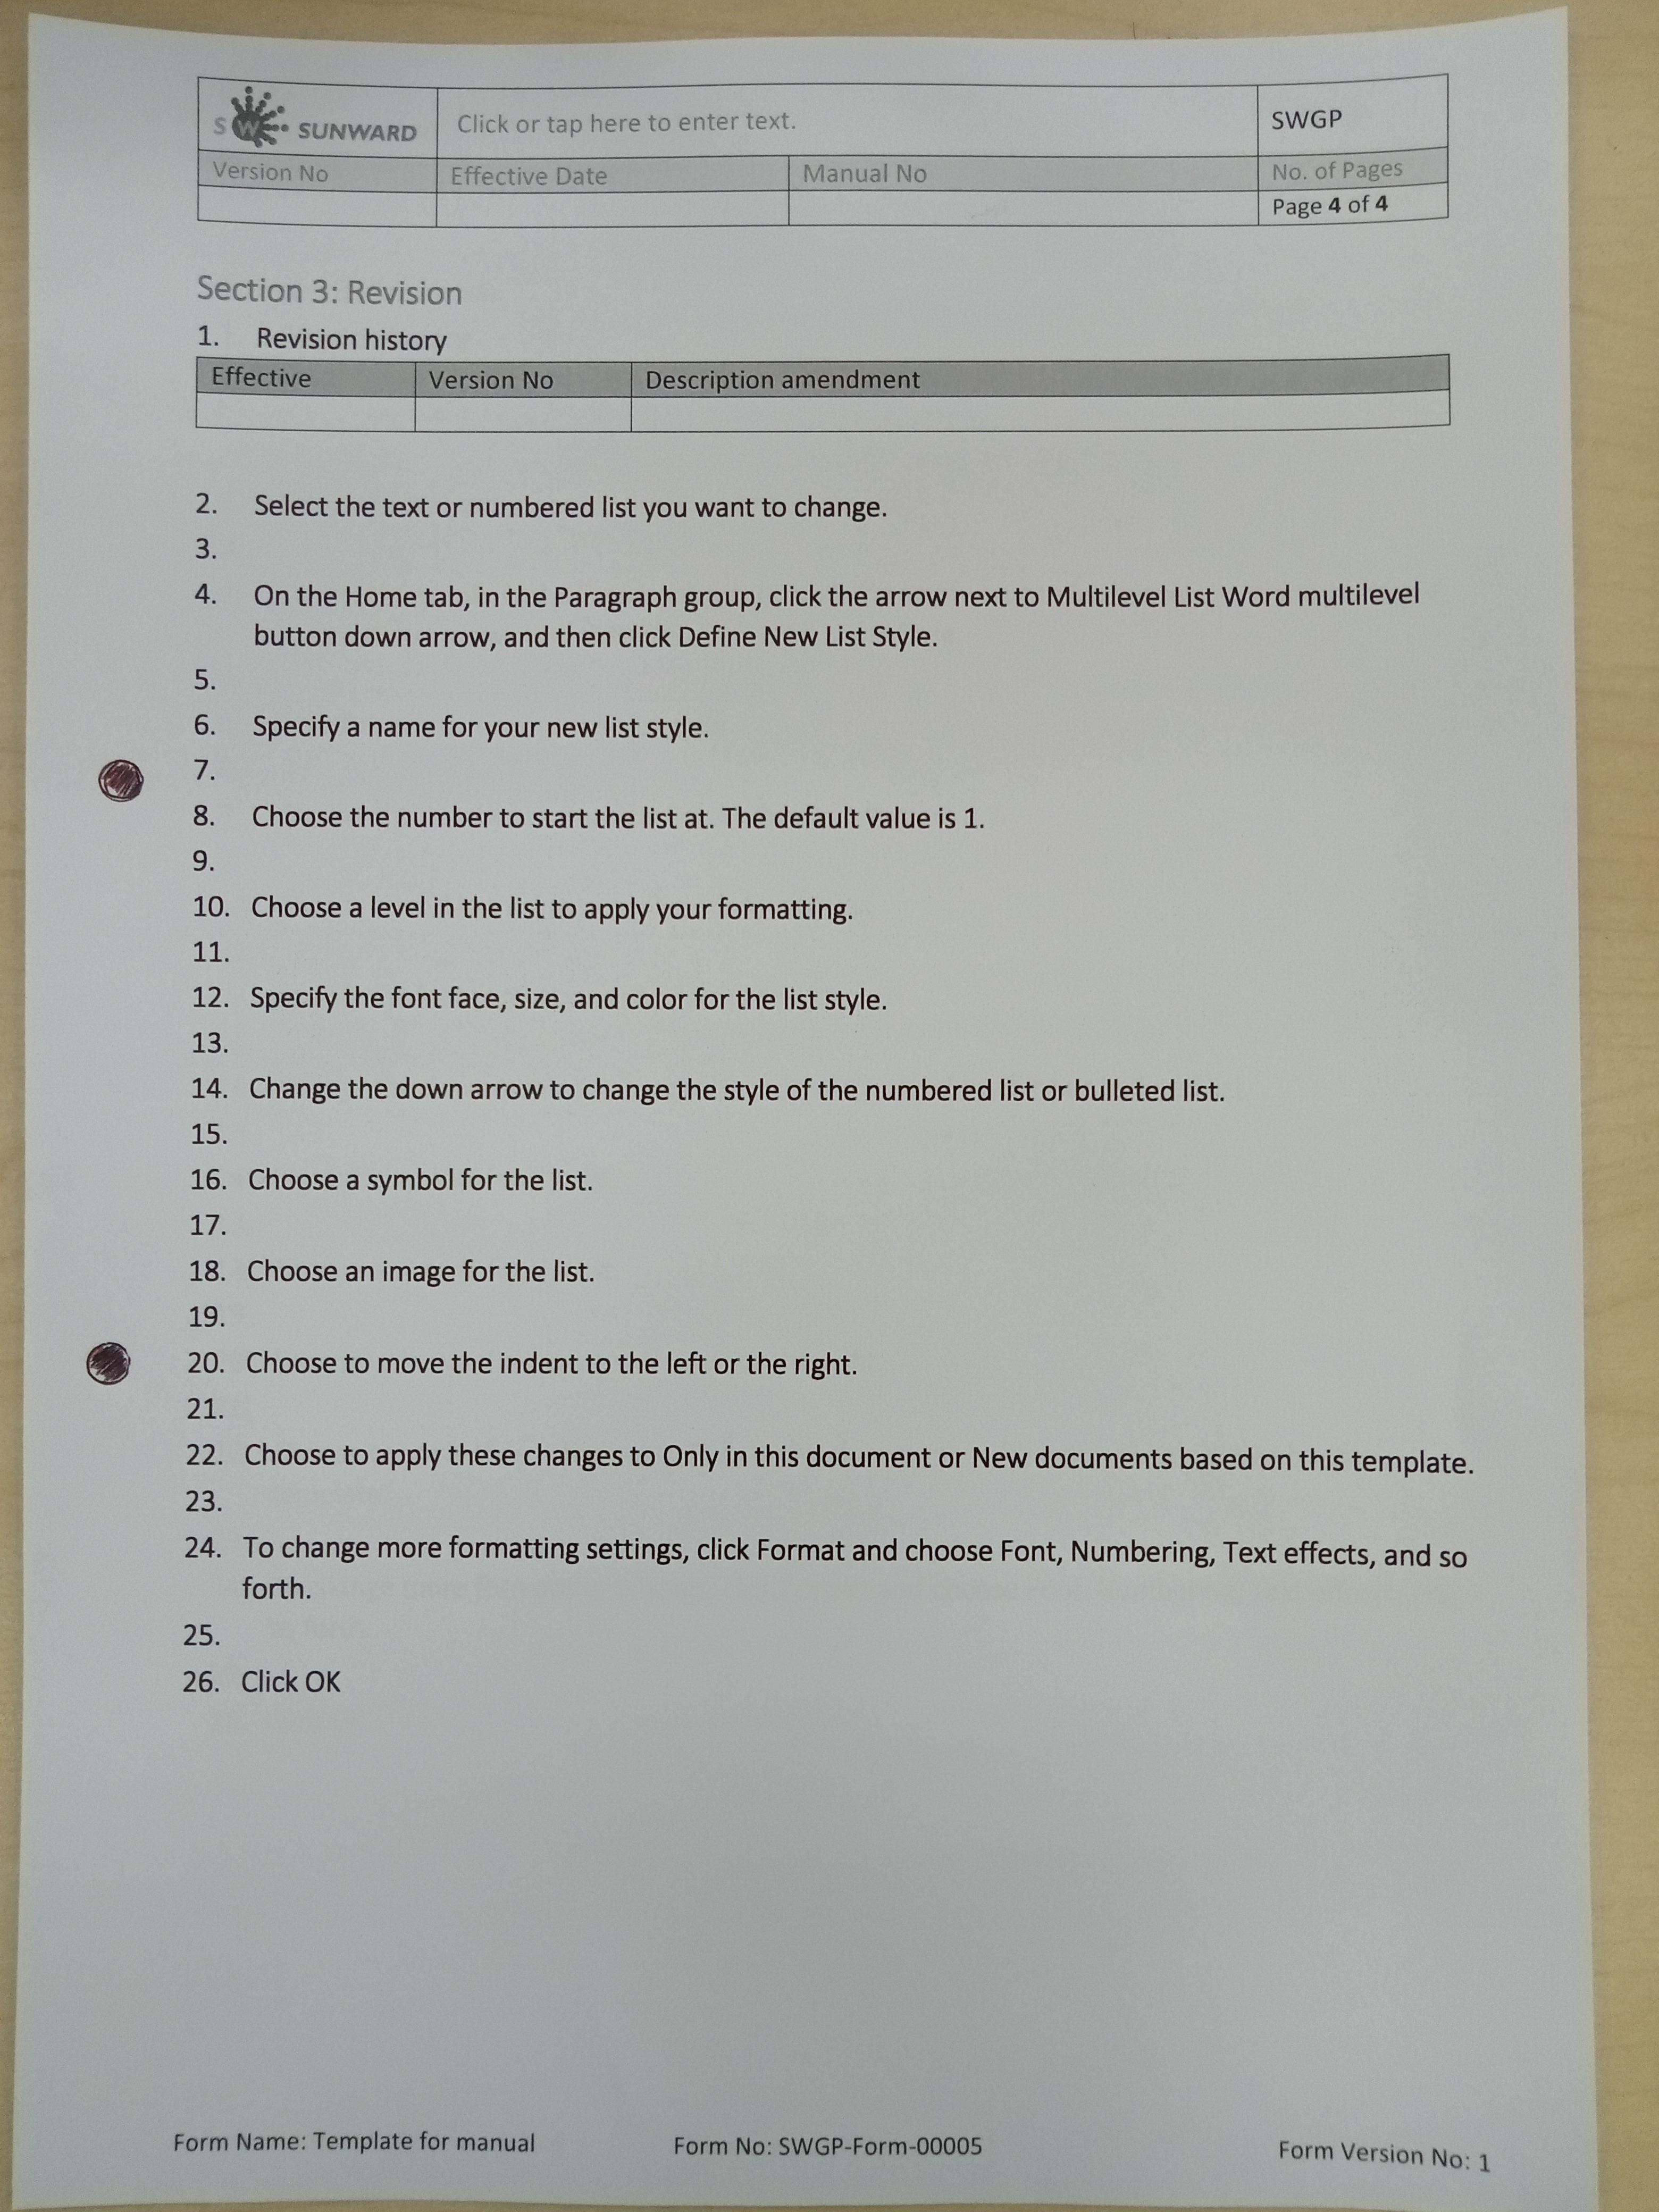 SW SUNWARD
Click or tap here to enter text.
SWGP
Version No
Effective Date
Manual No
No. of Pages
Page 4 of 4
Section 3: Revision
1. Revision history
Effective
Version No
Description amendment
2. Select the text or numbered list you want to change.
3.
4. On the Home tab, in the Paragraph group, click the arrow next to Multilevel List Word multilevel
button down arrow, and then click Define New List Style.
5.
6. Specify a name for your new list style.
7.
8. Choose the number to start the list at. The default value is 1.
9.
10. Choose a level in the list to apply your formatting.
11.
12. Specify the font face, size, and color for the list style.
13.
14. Change the down arrow to change the style of the numbered list or bulleted list.
15.
16. Choose a symbol for the list.
17.
18. Choose an image for the list.
19.
20. Choose to move the indent to the left or the right.
21.
22. Choose to apply these changes to Only in this document or New documents based on this template.
23.
24. To change more formatting settings, click Format and choose Font, Numbering, Text effects, and so
forth.
25.
26. Click OK
Form Name: Template for manual
Form No: SWGP-Form-00005
Form Version No: 1